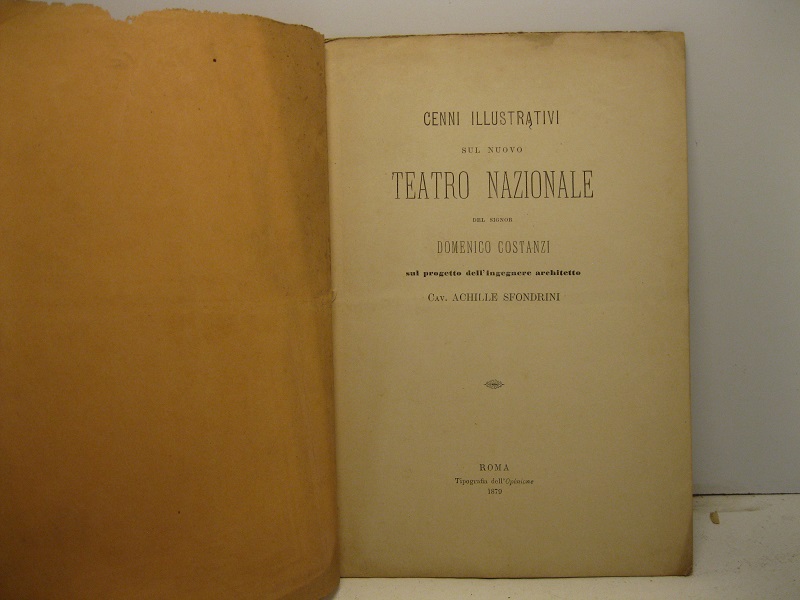 CENNI ILLUSTRATIVI
SUL NUOVO
TEATRO NAZIONALE
DEL SIGNOR
DOMENICO COSTANZI
sul progetto dell'ingegnere architetto
Cav. ACHILLE SFONDRINI
ROMA
Tipografia dell'Opinione
1879